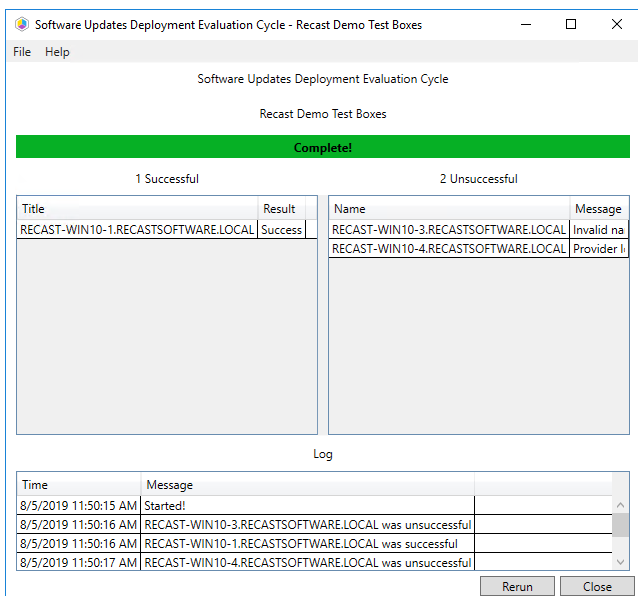 Software Updates Deployment Evaluation Cycle - Recast Demo Test Boxes
File Help
Software Updates Deployment Evaluation Cycle
Recast Demo Test Boxes
Complete!
1 Successful
Title Result
RECAST-WIN10-1.RECASTSOFTWARE.LOCAL Success
2 Unsuccessful
Name Message
RECAST-WIN10-3.RECASTSOFTWARE.LOCAL Invalid na
RECAST-WIN10-4.RECASTSOFTWARE.LOCAL Provider
Log
Time Message
8/5/2019 11:50:15 AM Started!
8/5/2019 11:50:16 AM RECAST-WIN10-3.RECASTSOFTWARE.LOCAL was unsuccessful
8/5/2019 11:50:16 AM RECAST-WIN10-1.RECASTSOFTWARE.LOCAL was successful
8/5/2019 11:50:17 AM RECAST-WIN10-4.RECASTSOFTWARE.LOCAL was unsuccessful
Rerun Close